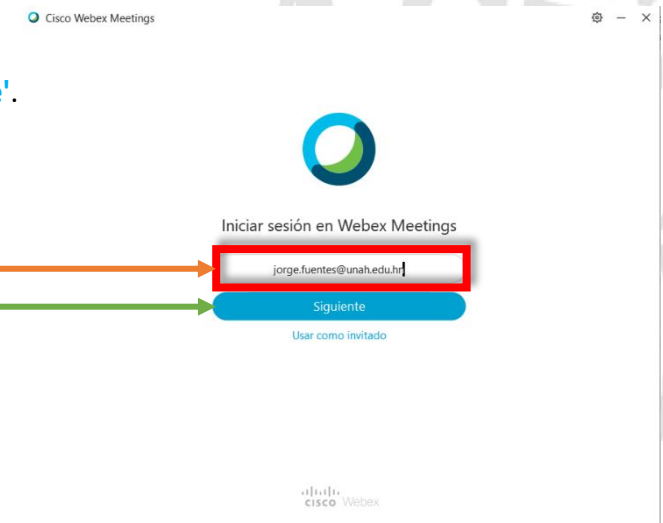 Cisco Webex Meetings
'.
Iniciar sesión en Webex Meetings
jorge.fuentes@unah.edu.hn
Siguiente
Usar como invitado
CISCO Webex